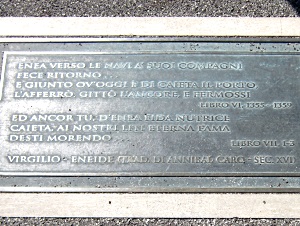 ENEA VERSO LE NAVI A' SUOI COMPAGNI
FECE RITORNO...
E GIUNTO OV'OGGI È DI CAIETA IL PORTO
L'AFFERRÒ, GITTÒ L'ANCORE E FERMOSSI
LIBRO VI, 1355 - 1359
ED ANCOR TU, D'ENEA FIDA NUTRICE
CAIETA, AI NOSTRI LITI ETERNA FAMA
DESTI MORENDO
LIBRO VII, 1-3
VIRGILIO - ENEIDE (TRAD. DI ANNIBAL CARO - SEC. XVI)